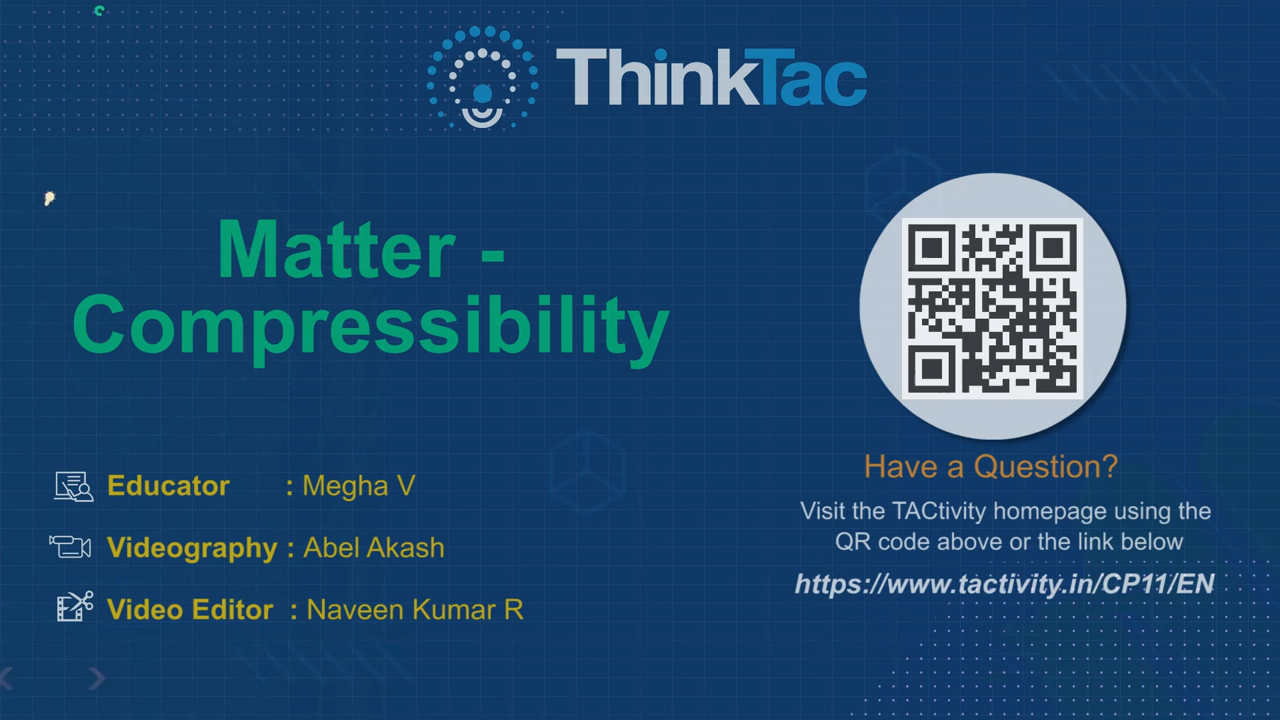 ThinkTac
Matter -
Compressibility
Educator : Megha V
Videography : Abel Akash
Video Editor : Naveen Kumar R
Have a Question?
Visit the TACtivity homepage using the
QR code above or the link below
https://www.tactivity.in/CP11/EN